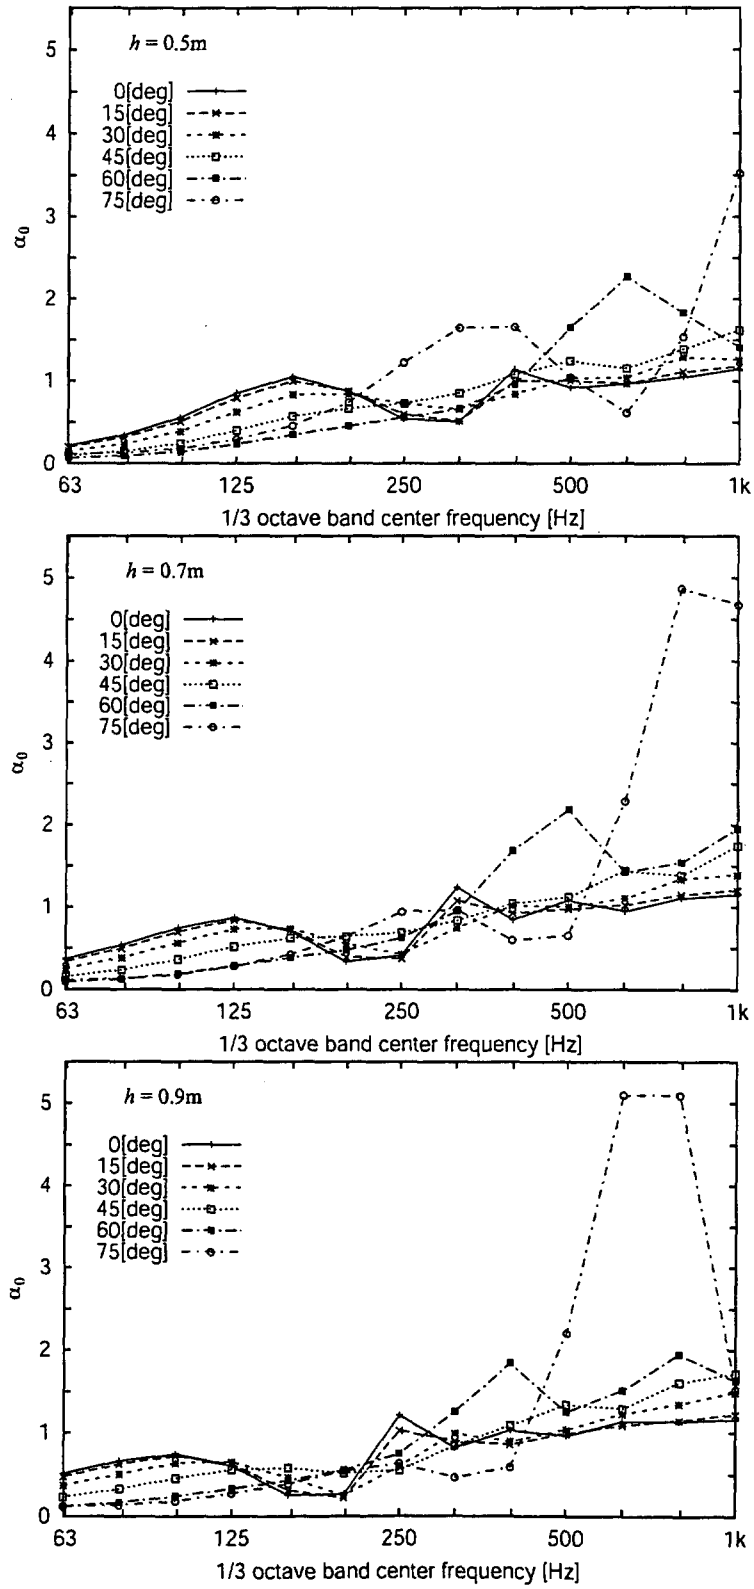 h = 0.5m
5
4
3
2
1
0
α0
0[deg]
15[deg]
30[deg]
45[deg]
60[deg]
75[deg]
63 125 250 500 1k
1/3 octave band center frequency [Hz]
h = 0.7m
5
4
3
2
1
0
α0
0[deg]
15[deg]
30[deg]
45[deg]
60[deg]
75[deg]
63 125 250 500 1k
1/3 octave band center frequency [Hz]
h = 0.9m
5
4
3
2
1
0
α0
0[deg]
15[deg]
30[deg]
45[deg]
60[deg]
75[deg]
63 125 250 500 1k
1/3 octave band center frequency [Hz]